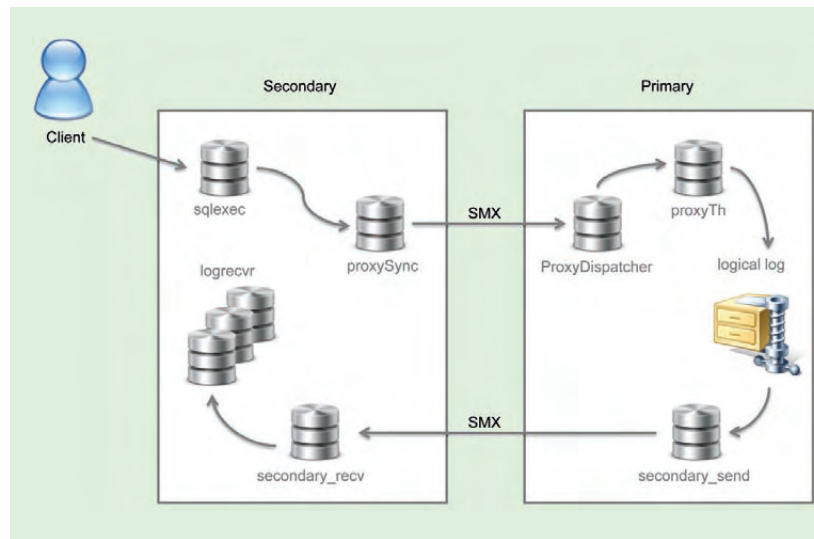 Secondary
Primary
Client
sqlexec
proxySync
SMX
ProxyDispatcher
proxyTh
logrecvr
logical log
SMX
secondary_recv
secondary_send